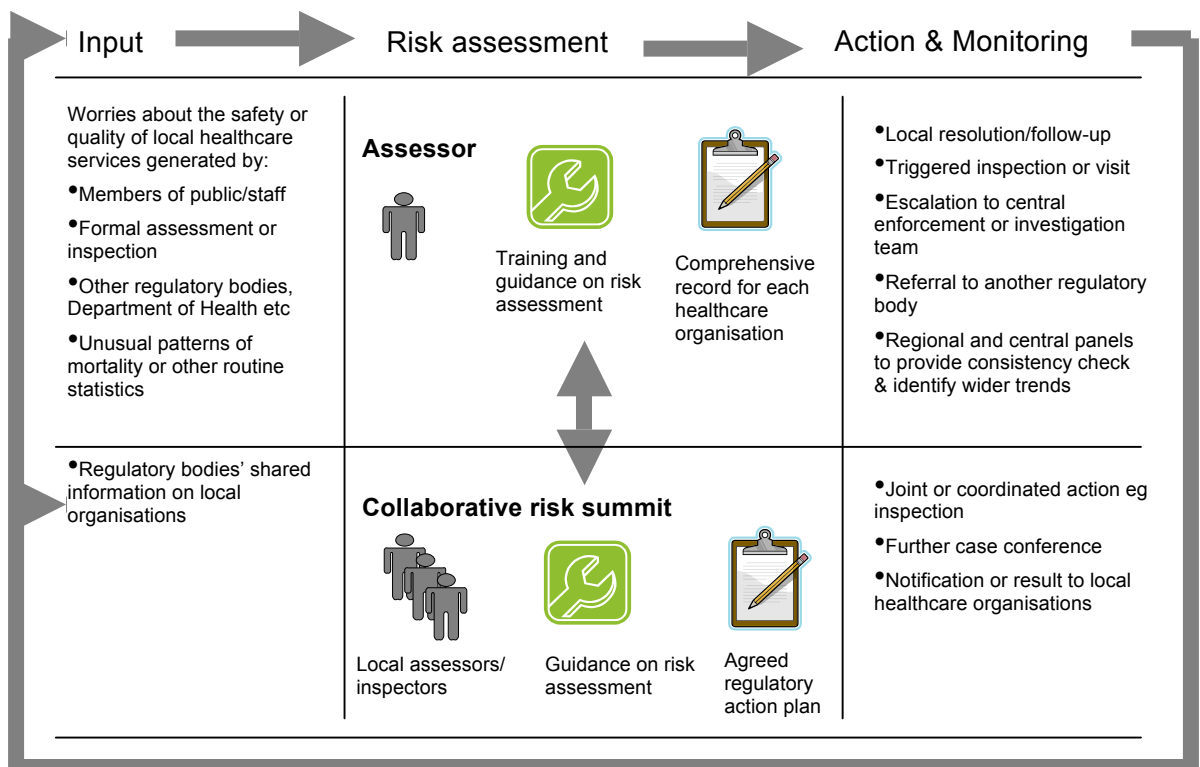 Input
Risk assessment
Action & Monitoring
Worries about the safety or
quality of local healthcare
services generated by:
•Members of public/staff
•Formal assessment or
inspection
•Other regulatory bodies,
Department of Health etc
•Unusual patterns of
mortality or other routine
statistics
Assessor
Training and
guidance on risk
assessment
Comprehensive
record for each
healthcare
organisation
•Local resolution/follow-up
•Triggered inspection or visit
•Escalation to central
enforcement or investigation
team
•Referral to another regulatory
body
•Regional and central panels
to provide consistency check
& identify wider trends
•Regulatory bodies’ shared
information on local
organisations
Collaborative risk summit
Local assessors/
inspectors
Guidance on risk
assessment
Agreed
regulatory
action plan
•Joint or coordinated action eg
inspection
•Further case conference
•Notification or result to local
healthcare organisations